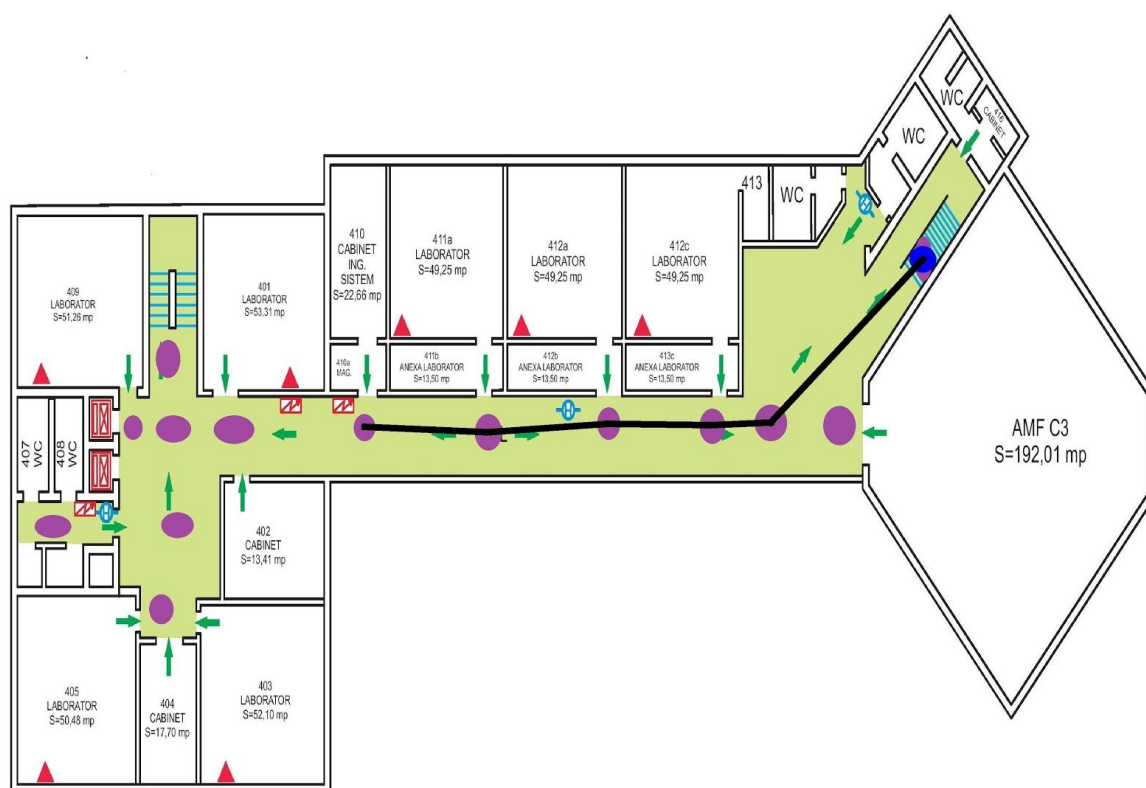 WC
416
CABINET
WC
413
WC
410
CABINET
ING.
SISTEM
S=22,66 mp
411a
LABORATOR
S=49,25 mp
412a
LABORATOR
S=49,25 mp
412c
LABORATOR
S=49,25 mp
409
LABORATOR
S=51,26 mp
401
LABORATOR
S=53,31 mp
410a
MAG.
411b
ANEXA LABORATOR
S=13,50 mp
412b
ANEXA LABORATOR
S=13,50 mp
413c
ANEXA LABORATOR
S=13,50 mp
407
WC
408
WC
H
H
AMF C3
S=192,01 mp
402
CABINET
S=13,41 mp
405
LABORATOR
S=50,48 mp
404
CABINET
S=17,70 mp
403
LABORATOR
S=52,10 mp